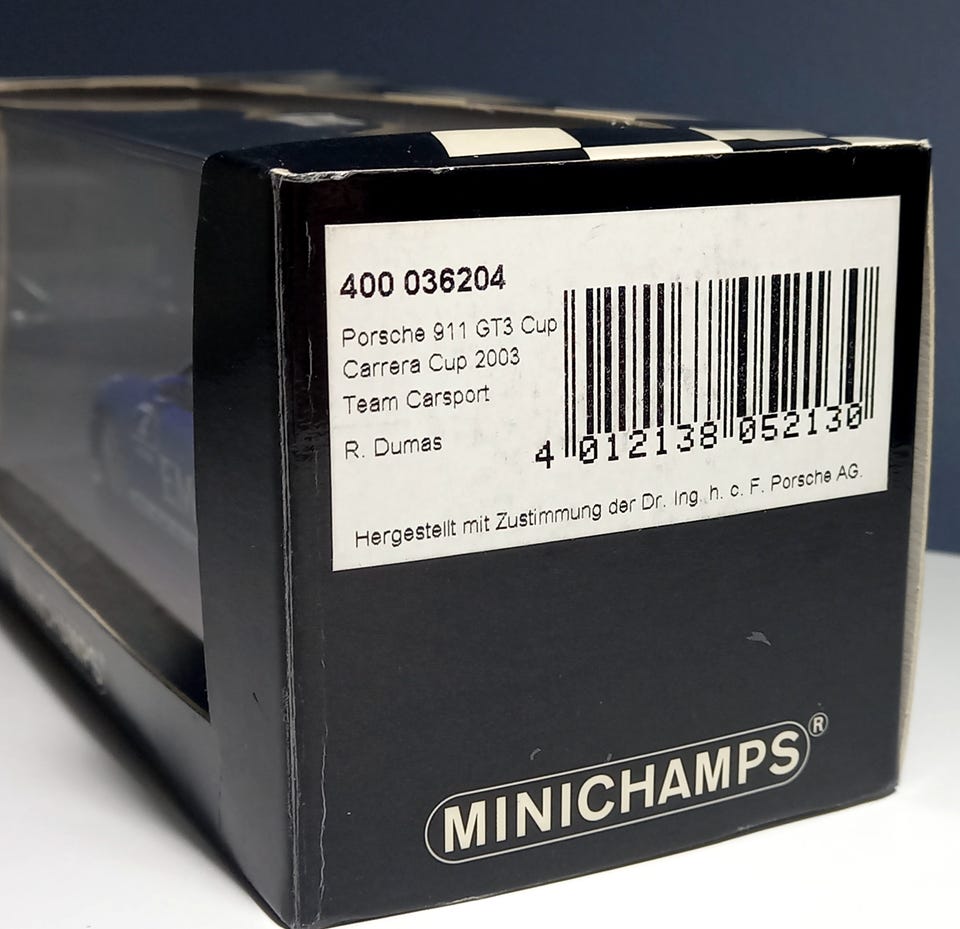 400 036204
Porsche 911 GT3 Cup
Carrera Cup 2003
Team Carsport
R. Dumas
4 012138 052130
Hergestellt mit Zustimmung der Dr. Ing. h. c. F. Porsche AG.
MINICHAMPS®